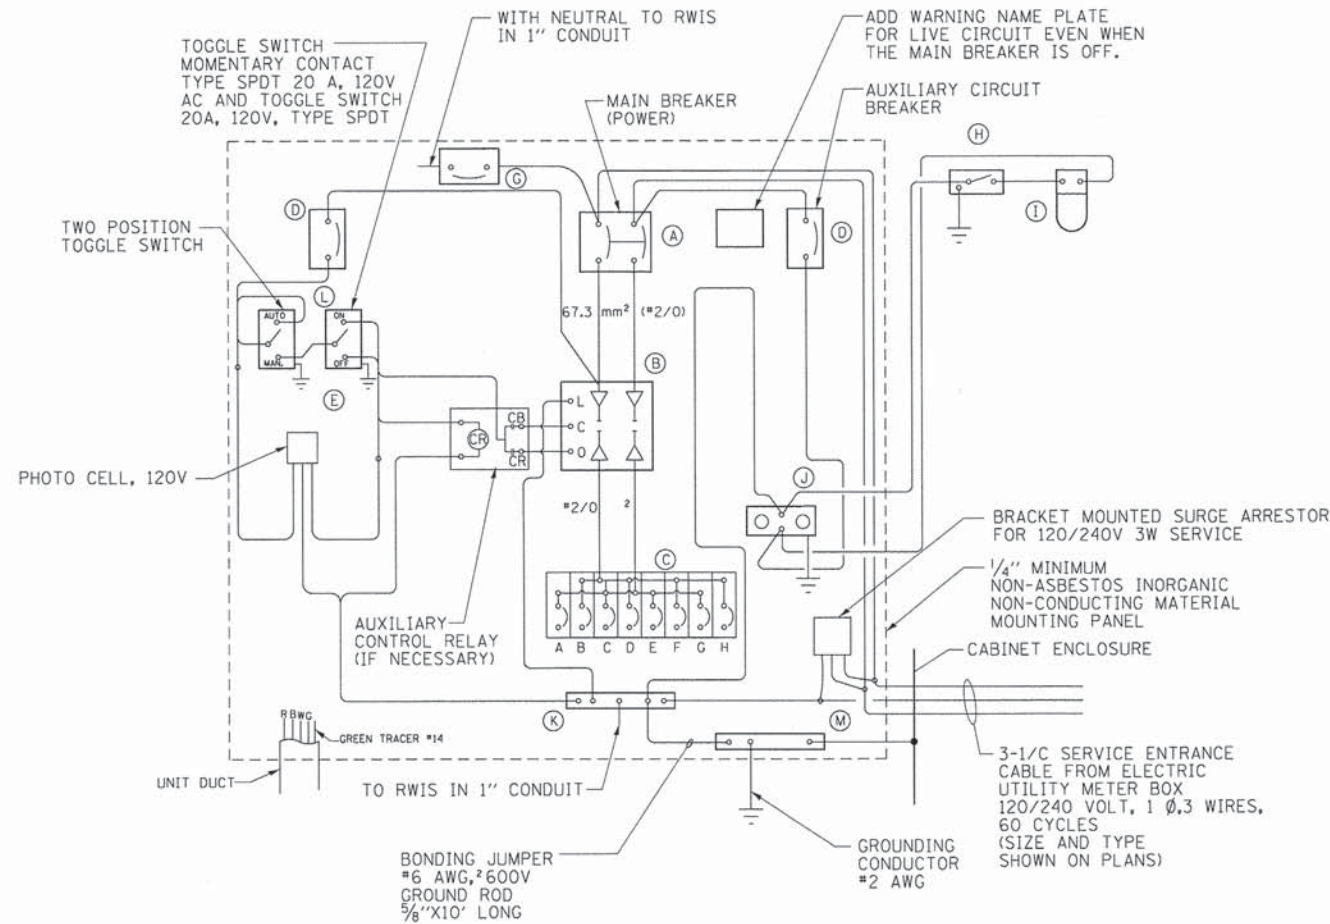 WITH NEUTRAL TO RWIS
IN 1" CONDUIT
ADD WARNING NAME PLATE
FOR LIVE CIRCUIT EVEN WHEN
THE MAIN BREAKER IS OFF.
TOGGLE SWITCH
MOMENTARY CONTACT
TYPE SPDT 20 A, 120V
AC AND TOGGLE SWITCH
20A, 120V, TYPE SPDT
MAIN BREAKER
(POWER)
AUXILIARY CIRCUIT
BREAKER
H
G
D
A
D
I
TWO POSITION
TOGGLE SWITCH
L
AUTO
MAN.
ON
OFF
E
67.3 mm² (#2/0)
B
L
C
O
CB
CR
CR
PHOTO CELL, 120V
#2/0
2
J
BRACKET MOUNTED SURGE ARRESTOR
FOR 120/240V 3W SERVICE
C
1/4" MINIMUM
NON-ASBESTOS INORGANIC
NON-CONDUCTING MATERIAL
MOUNTING PANEL
AUXILIARY
CONTROL RELAY
(IF NECESSARY)
A B C D E F G H
CABINET ENCLOSURE
K
M
R B W G
GREEN TRACER #14
UNIT DUCT
TO RWIS IN 1" CONDUIT
3-1/C SERVICE ENTRANCE
CABLE FROM ELECTRIC
UTILITY METER BOX
120/240 VOLT, 1 Ø,3 WIRES,
60 CYCLES
(SIZE AND TYPE
SHOWN ON PLANS)
BONDING JUMPER
#6 AWG,²600V
GROUND ROD
5/8"X10' LONG
GROUNDING
CONDUCTOR
#2 AWG